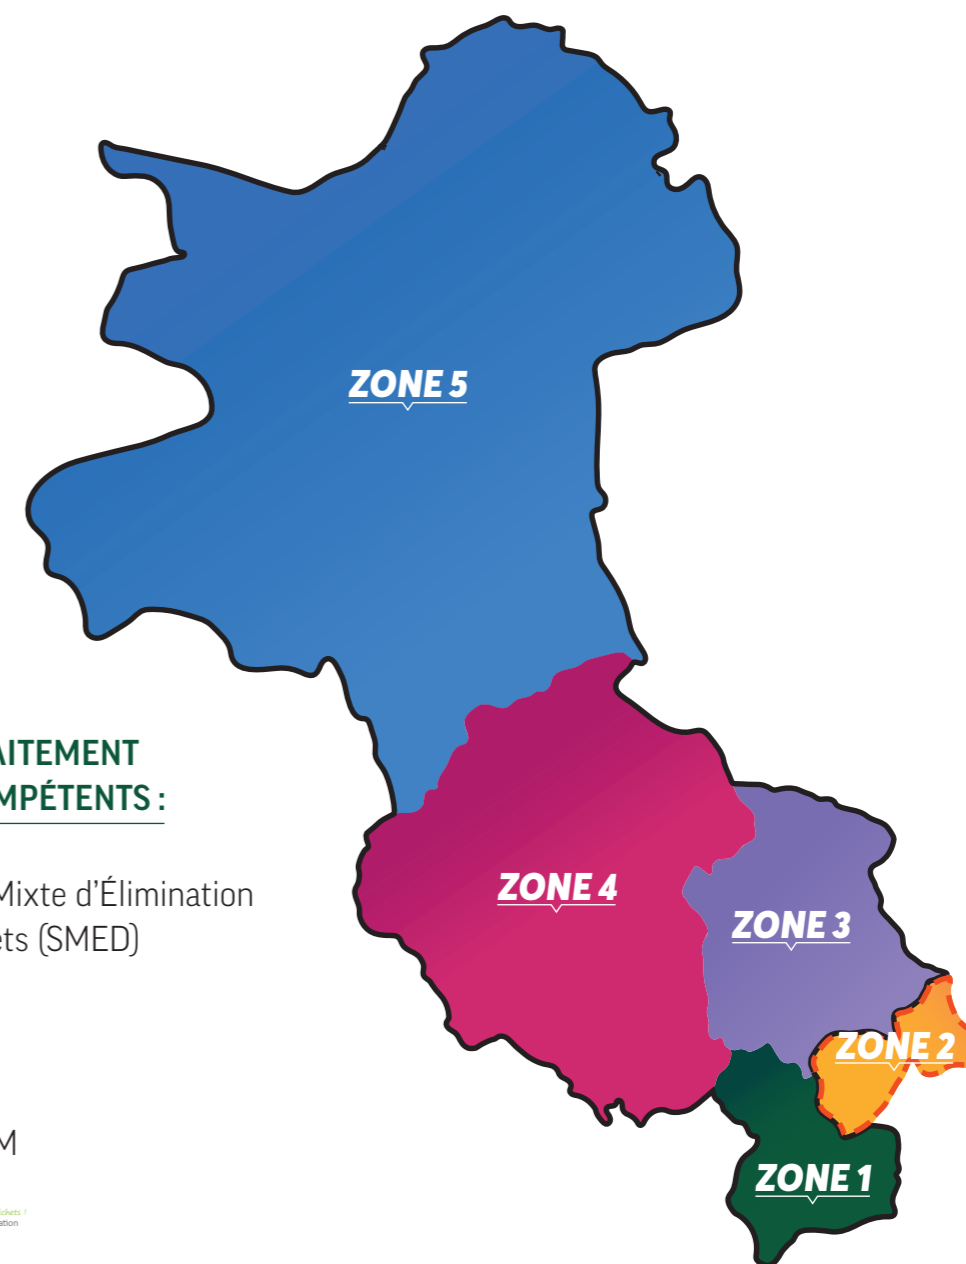 ZONE 5
AITEMENT
MPÉTENTS :
Mixte d'Élimination
ets (SMED)
ZONE 4
ZONE 3
ZONE 2
M
ZONE 1